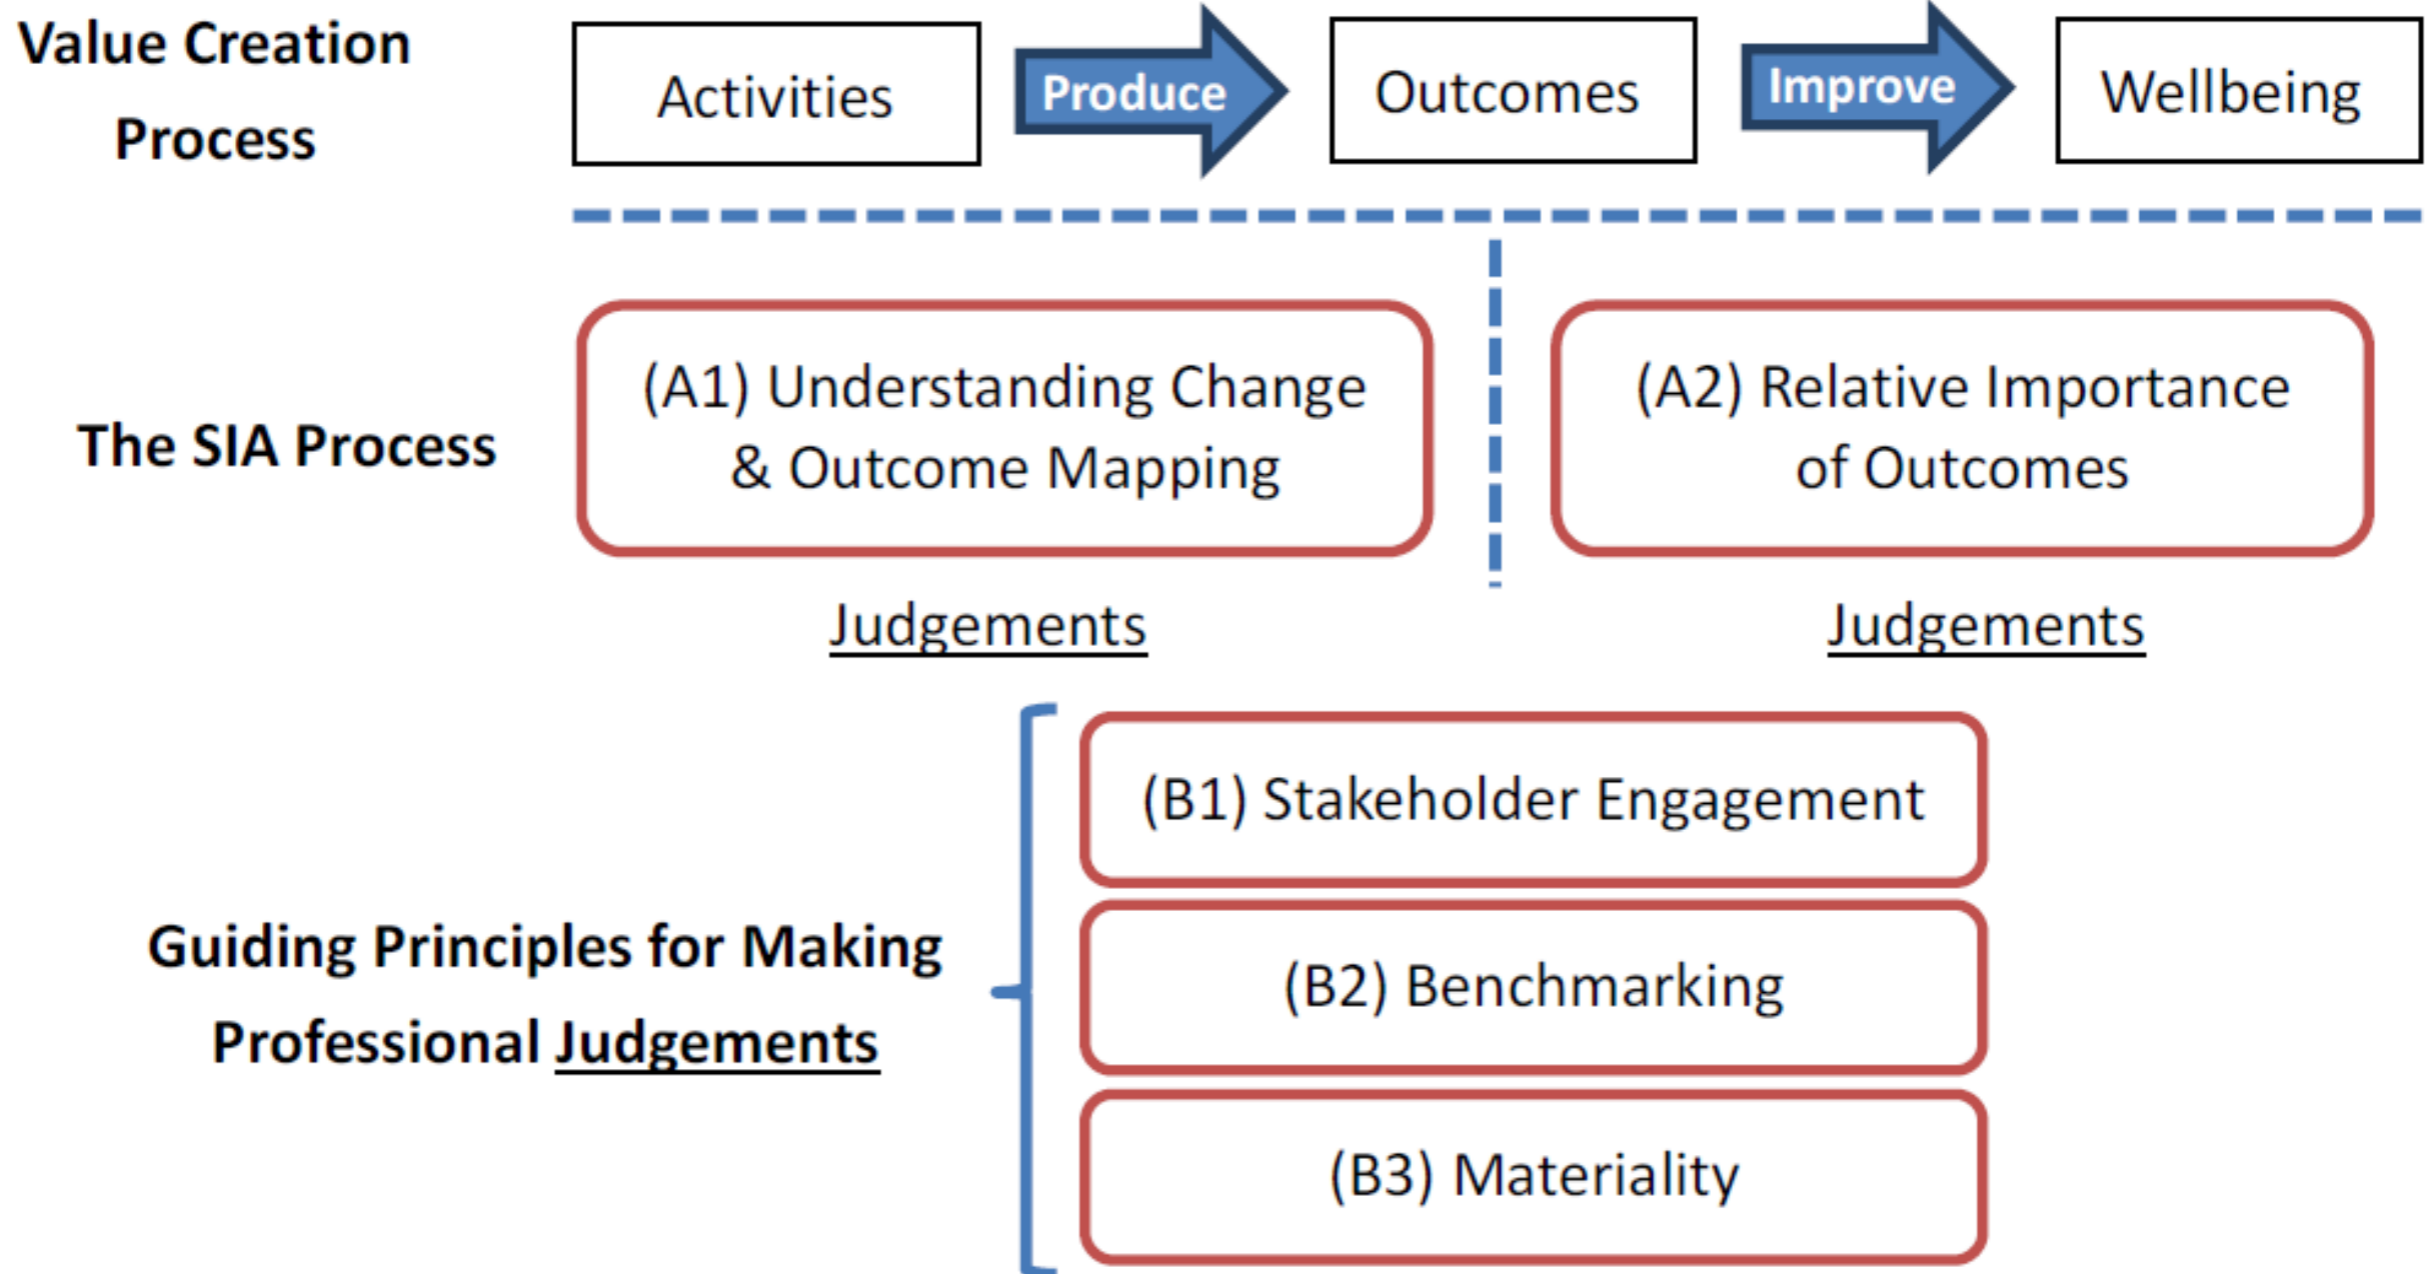 Value Creation
Process
Activities
Produce
Outcomes
Improve
Wellbeing
The SIA Process
(A1) Understanding Change
& Outcome Mapping
(A2) Relative Importance
of Outcomes
Judgements
Judgements
Guiding Principles for Making
Professional Judgements
(B1) Stakeholder Engagement
(B2) Benchmarking
(B3) Materiality